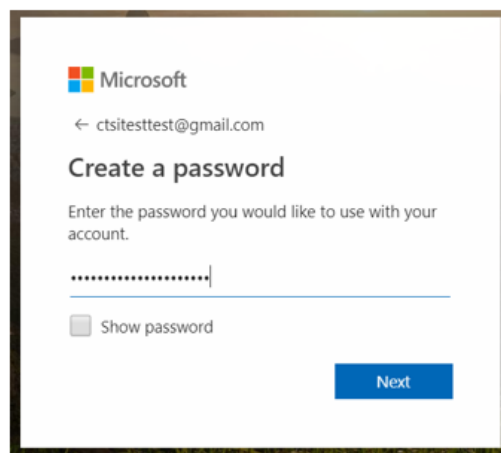 Microsoft
← ctsitesttest@gmail.com
Create a password
Enter the password you would like to use with your
account.
•••••••••••••••••••••
Show password
Next